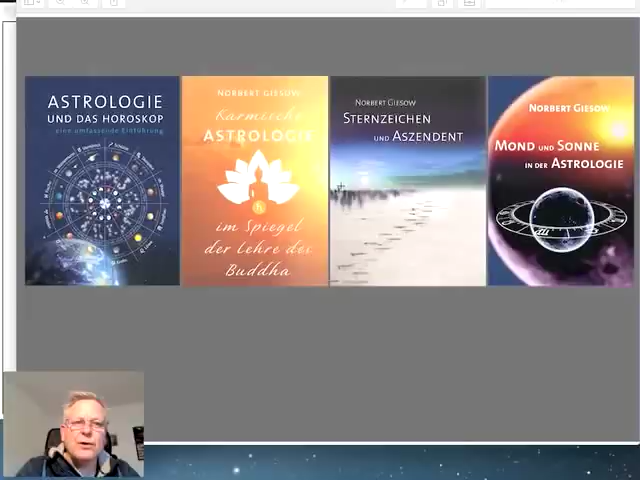 ASTROLOGIE
UND DAS HOROSKOP
eine umfassende Einführung
NORBERT GIESOW
Karmische
ASTROLOGIE
im Spiegel
der Lehre des
Buddha
NORBERT GIESOW
STERNZEICHEN
UND ASZENDENT
NORBERT GIESOW
MOND UND SONNE
IN DER ASTROLOGIE